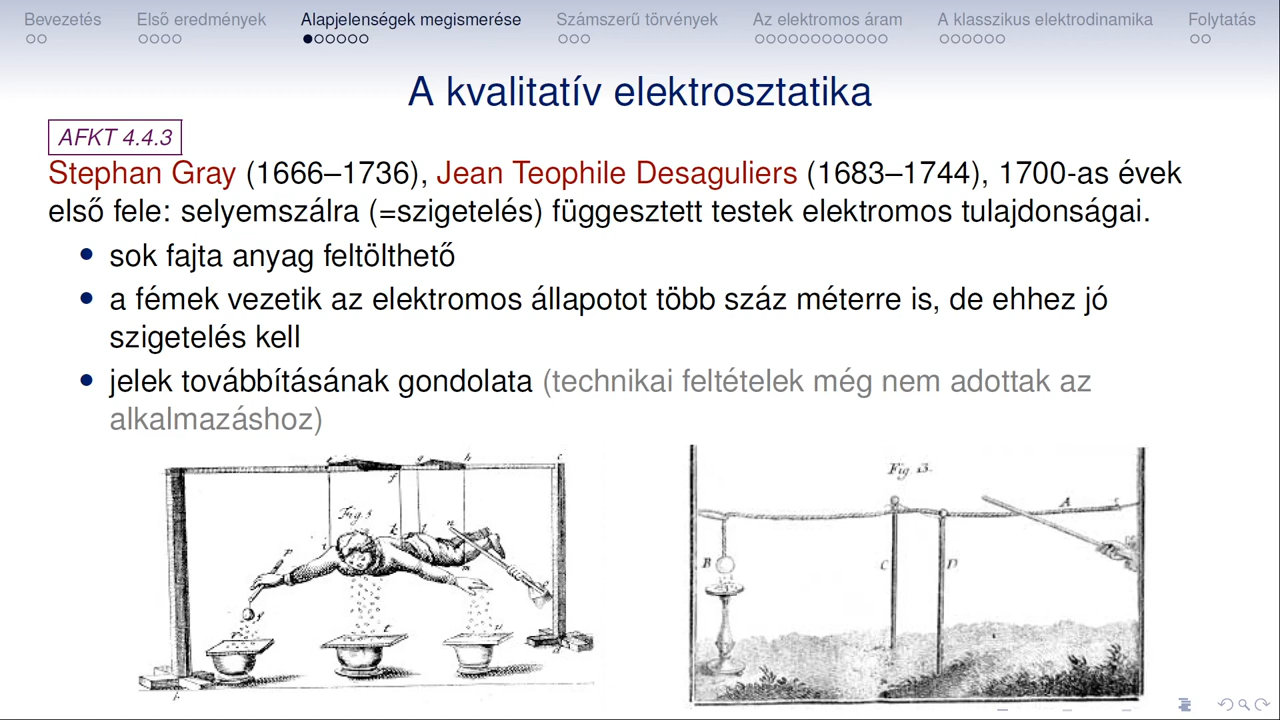 Bevezetés Első eredmények Alapjelenségek megismerése Számszerű törvények Az elektromos áram A klasszikus elektrodinamika Folytatás
A kvalitatív elektrosztatika
AFKT 4.4.3
Stephan Gray (1666–1736), Jean Teophile Desaguliers (1683–1744), 1700-as évek
első fele: selyemszálra (=szigetelés) függesztett testek elektromos tulajdonságai.
• sok fajta anyag feltölthető
• a fémek vezetik az elektromos állapotot több száz méterre is, de ehhez jó
szigetelés kell
• jelek továbbításának gondolata (technikai feltételek még nem adottak az
alkalmazáshoz)
Fig. 13.
A
B
C
D